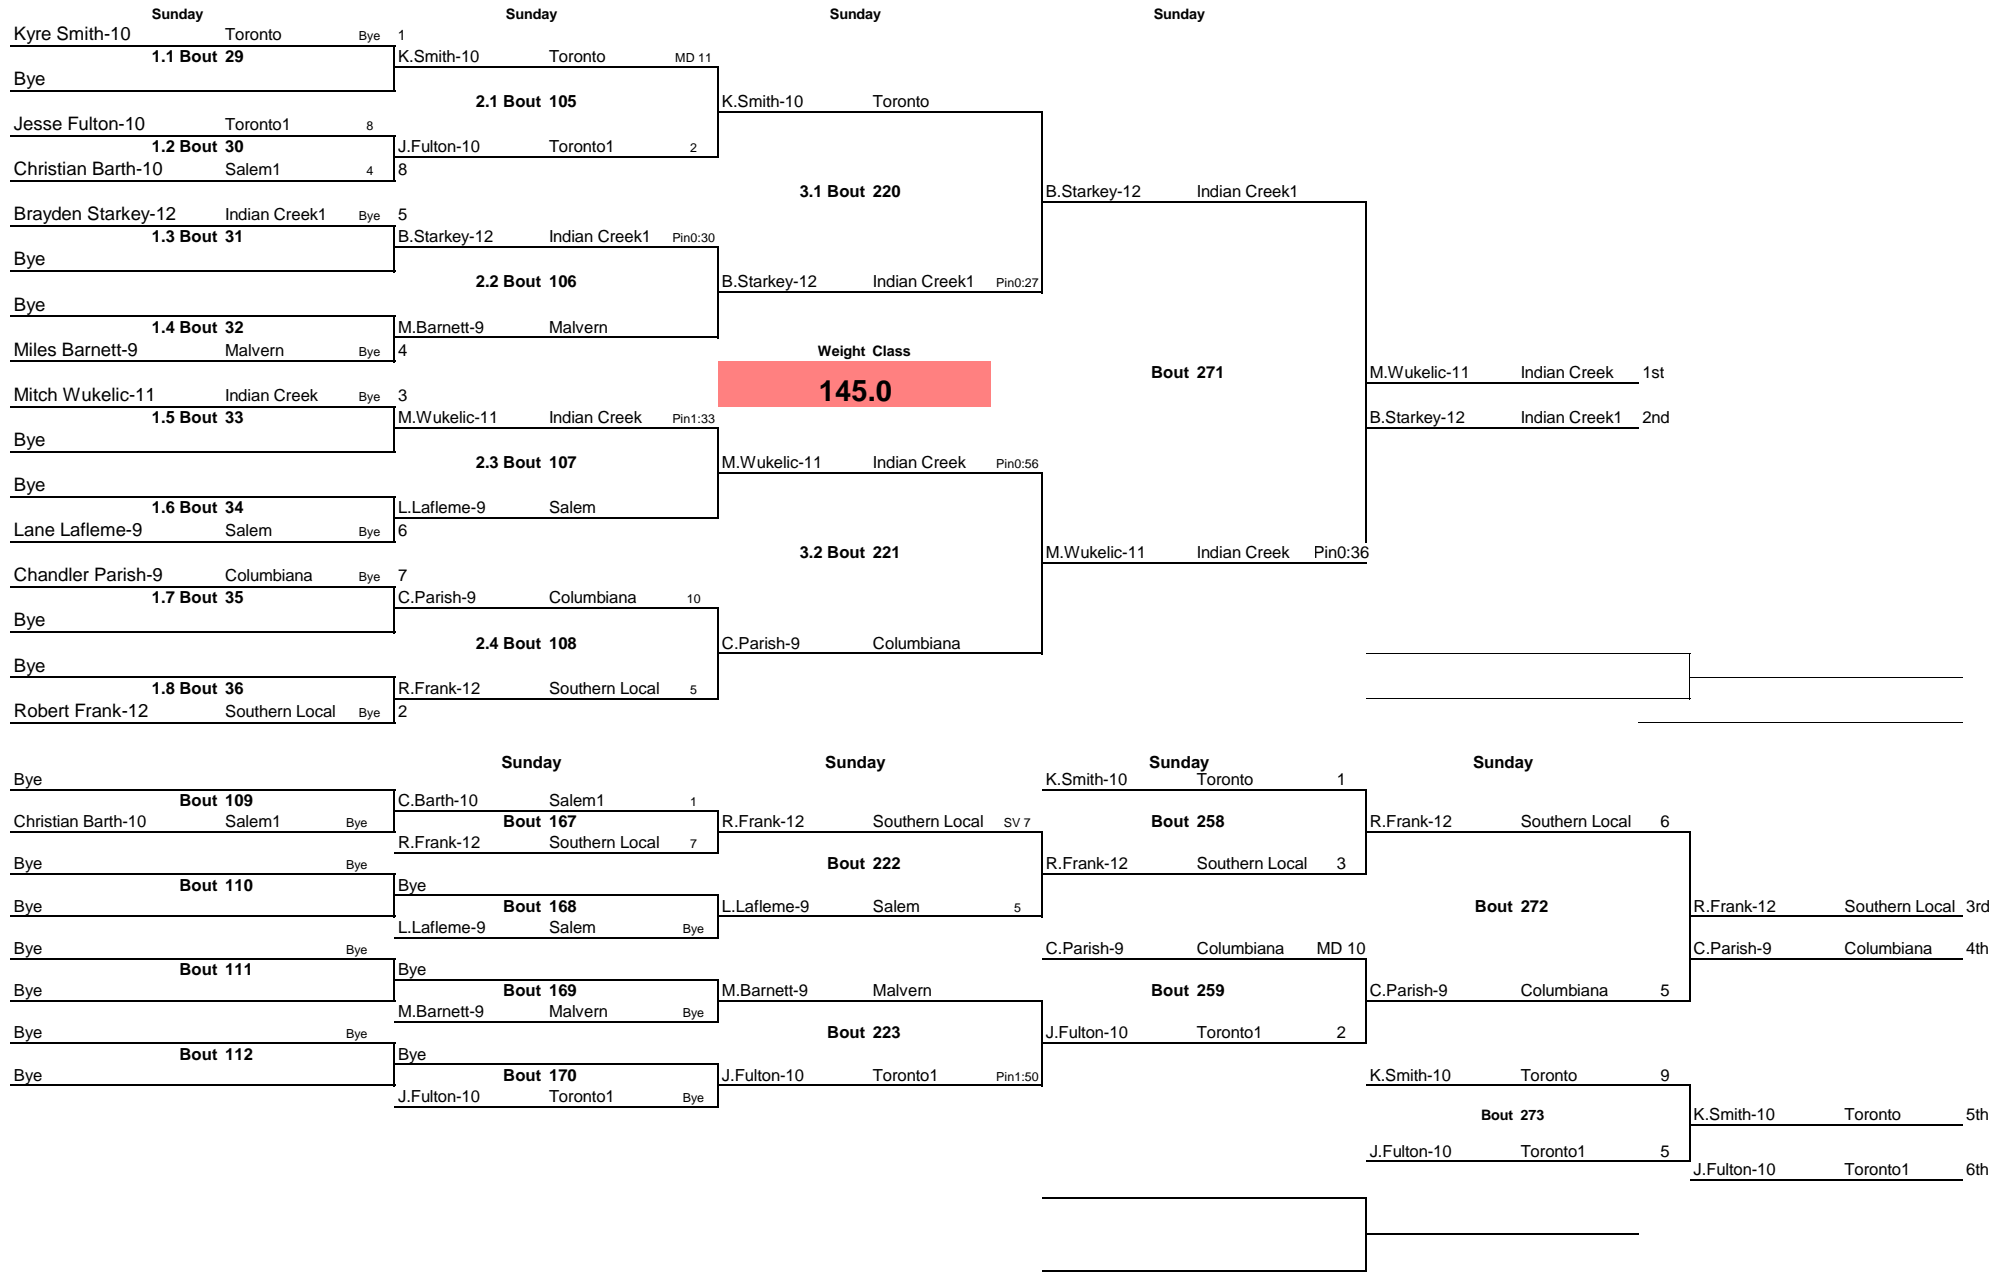 Sunday Sunday Sunday Sunday
Kyre Smith-10 Toronto Bye 1
1.1 Bout 29 K.Smith-10 Toronto MD 11
Bye
2.1 Bout 105 K.Smith-10 Toronto
Jesse Fulton-10 Toronto1 8
1.2 Bout 30 J.Fulton-10 Toronto1 2
Christian Barth-10 Salem1 4 8
3.1 Bout 220 B.Starkey-12 Indian Creek1
Brayden Starkey-12 Indian Creek1 Bye 5
1.3 Bout 31 B.Starkey-12 Indian Creek1 Pin0:30
Bye
2.2 Bout 106 B.Starkey-12 Indian Creek1 Pin0:27
Bye
1.4 Bout 32 M.Barnett-9 Malvern
Miles Barnett-9 Malvern Bye 4 Weight Class
Bout 271 M.Wukelic-11 Indian Creek 1st
Mitch Wukelic-11 Indian Creek Bye 3 145.0
1.5 Bout 33 M.Wukelic-11 Indian Creek Pin1:33 B.Starkey-12 Indian Creek1 2nd
Bye
2.3 Bout 107 M.Wukelic-11 Indian Creek Pin0:56
Bye
1.6 Bout 34 L.Lafleme-9 Salem
Lane Lafleme-9 Salem Bye 6
3.2 Bout 221 M.Wukelic-11 Indian Creek Pin0:36
Chandler Parish-9 Columbiana Bye 7
1.7 Bout 35 C.Parish-9 Columbiana 10
Bye
2.4 Bout 108 C.Parish-9 Columbiana
Bye
1.8 Bout 36 R.Frank-12 Southern Local 5
Robert Frank-12 Southern Local Bye 2
Sunday Sunday Sunday Sunday
Bye K.Smith-10 Toronto 1
Bout 109 C.Barth-10 Salem1 1
Christian Barth-10 Salem1 Bye Bout 167 R.Frank-12 Southern Local SV 7 Bout 258 R.Frank-12 Southern Local 6
R.Frank-12 Southern Local 7
Bye Bye Bout 222 R.Frank-12 Southern Local 3
Bout 110 Bye
Bye Bout 168 L.Lafleme-9 Salem 5 Bout 272 R.Frank-12 Southern Local 3rd
L.Lafleme-9 Salem Bye
Bye Bye C.Parish-9 Columbiana MD 10 C.Parish-9 Columbiana 4th
Bout 111 Bye
Bye Bout 169 M.Barnett-9 Malvern Bout 259 C.Parish-9 Columbiana 5
M.Barnett-9 Malvern Bye
Bye Bye Bout 223 J.Fulton-10 Toronto1 2
Bout 112 Bye
Bye Bout 170 J.Fulton-10 Toronto1 Pin1:50 K.Smith-10 Toronto 9
J.Fulton-10 Toronto1 Bye
Bout 273 K.Smith-10 Toronto 5th
J.Fulton-10 Toronto1 5
J.Fulton-10 Toronto1 6th